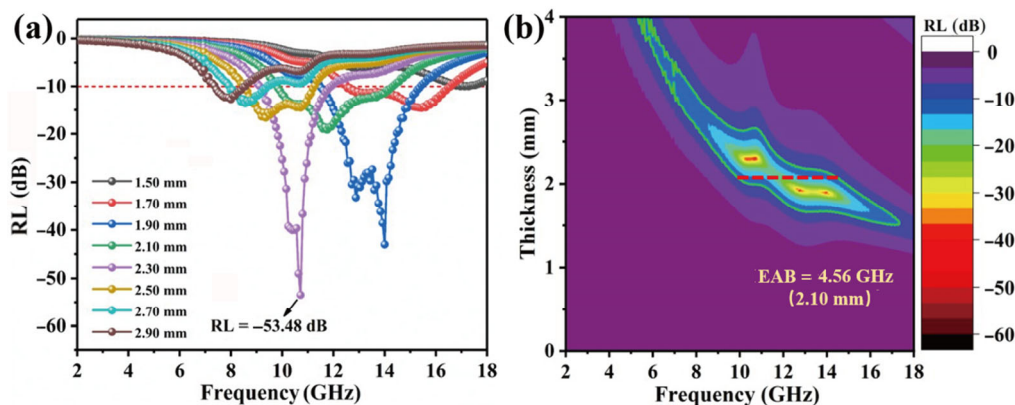 (a)
RL (dB)
0
−10
−20
−30
−40
−50
−60
1.50 mm
1.70 mm
1.90 mm
2.10 mm
2.30 mm
2.50 mm
2.70 mm
2.90 mm
RL = −53.48 dB
2 4 6 8 10 12 14 16 18
Frequency (GHz)
(b)
Thickness (mm)
4
3
2
1
0
EAB = 4.56 GHz
(2.10 mm)
2 4 6 8 10 12 14 16 18
Frequency (GHz)
RL (dB)
0
−10
−20
−30
−40
−50
−60